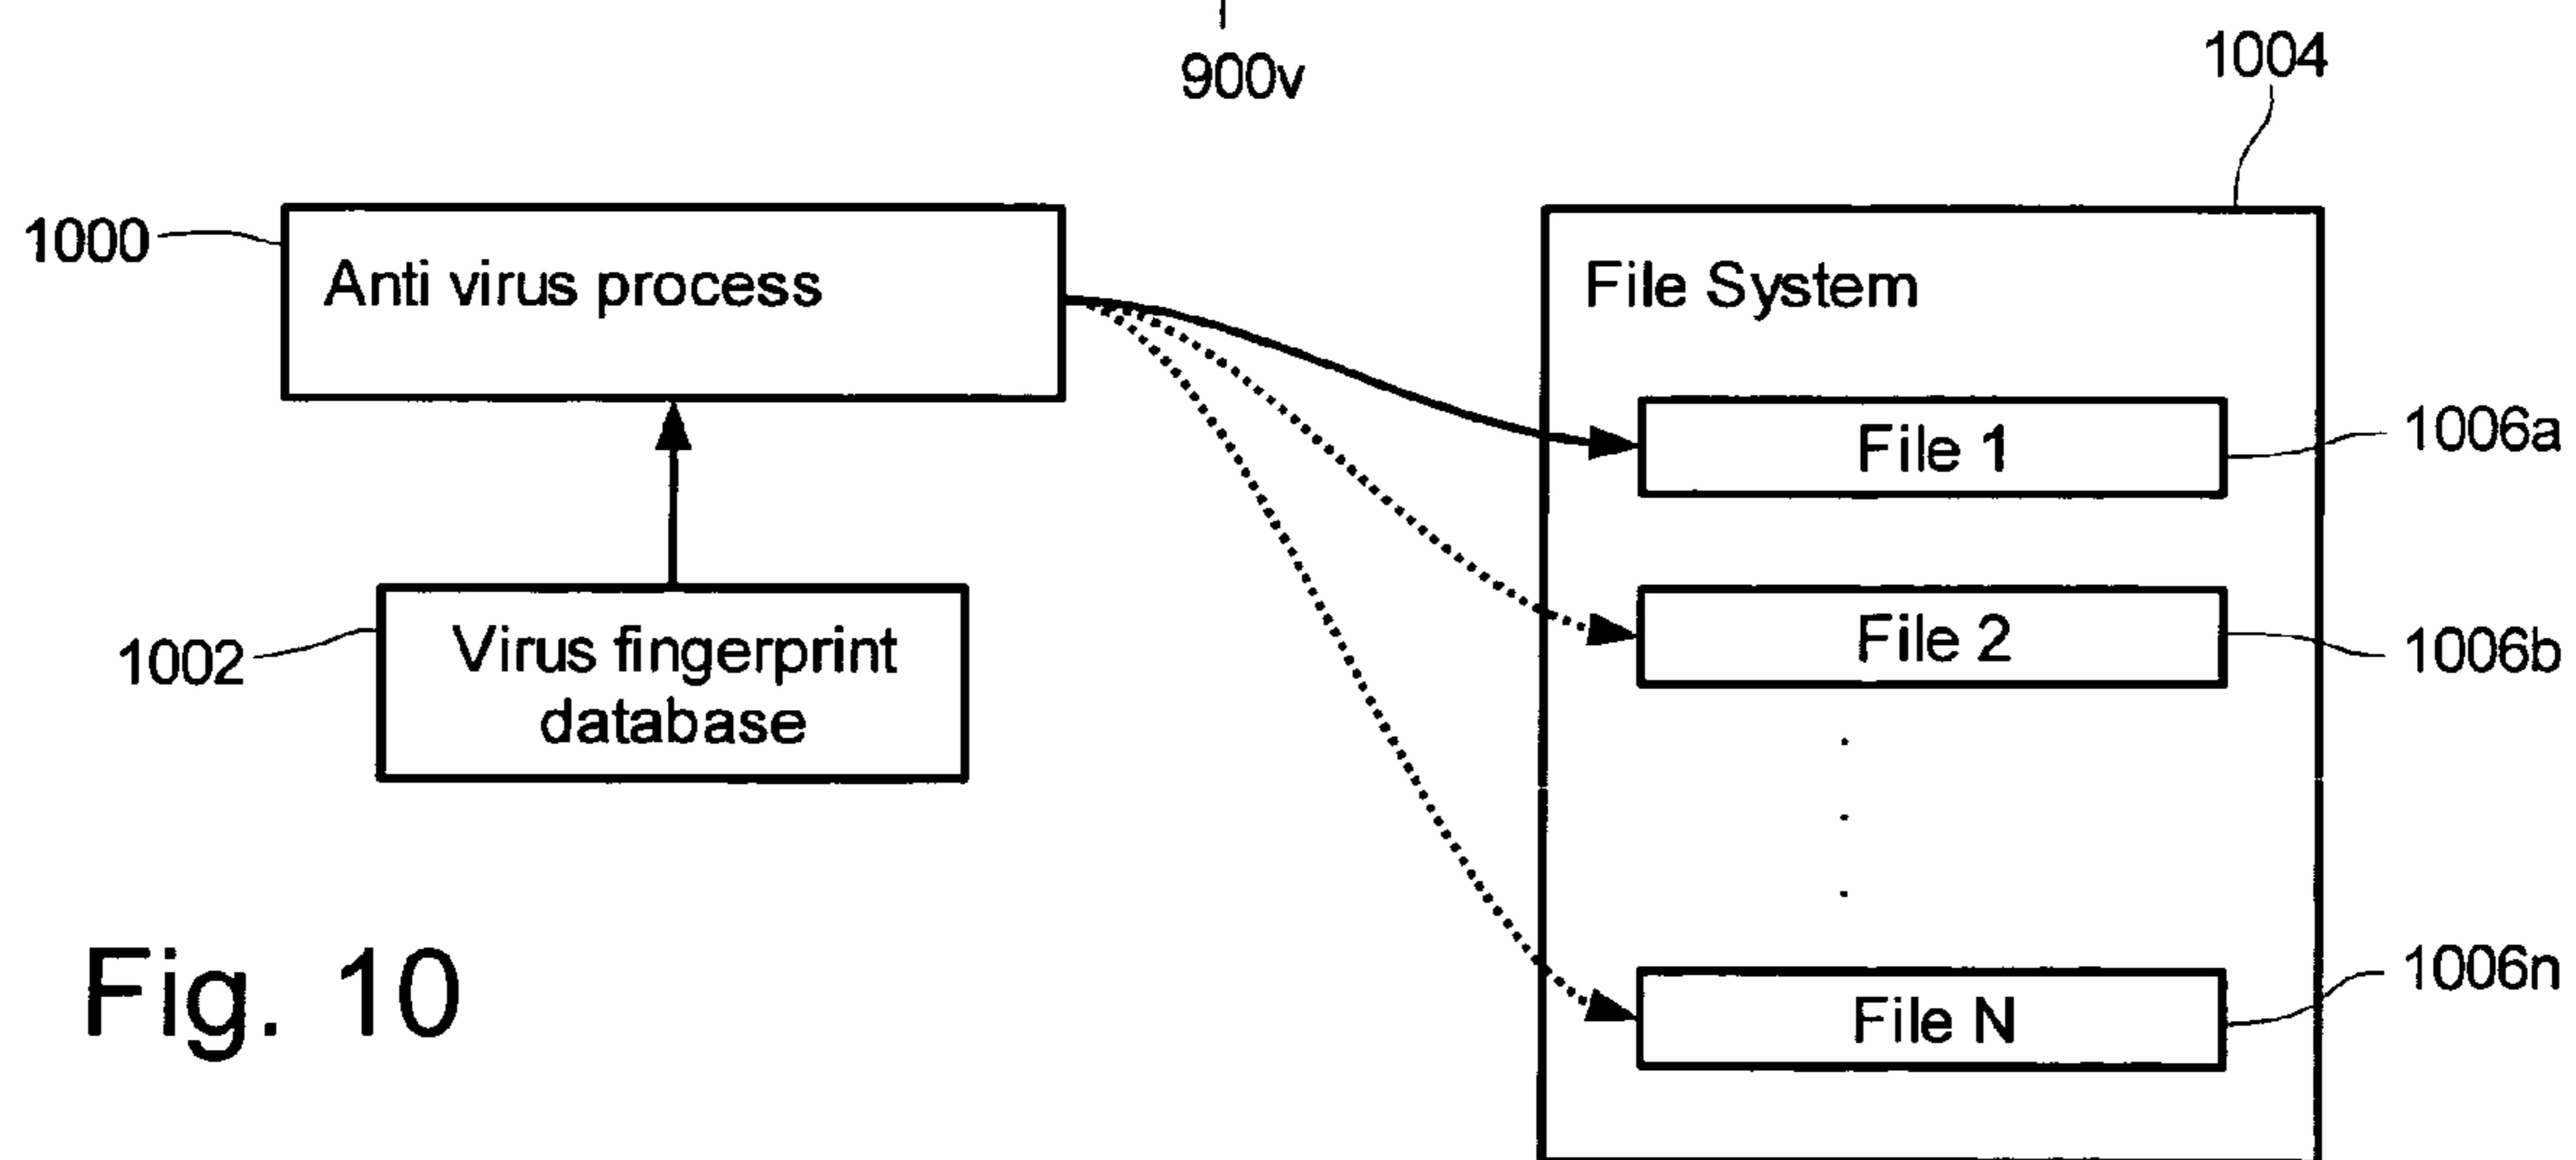 900v
1004
1000
Anti virus process
File System
File 1
1006a
1002
Virus fingerprint
database
File 2
1006b
Fig. 10
File N
1006n